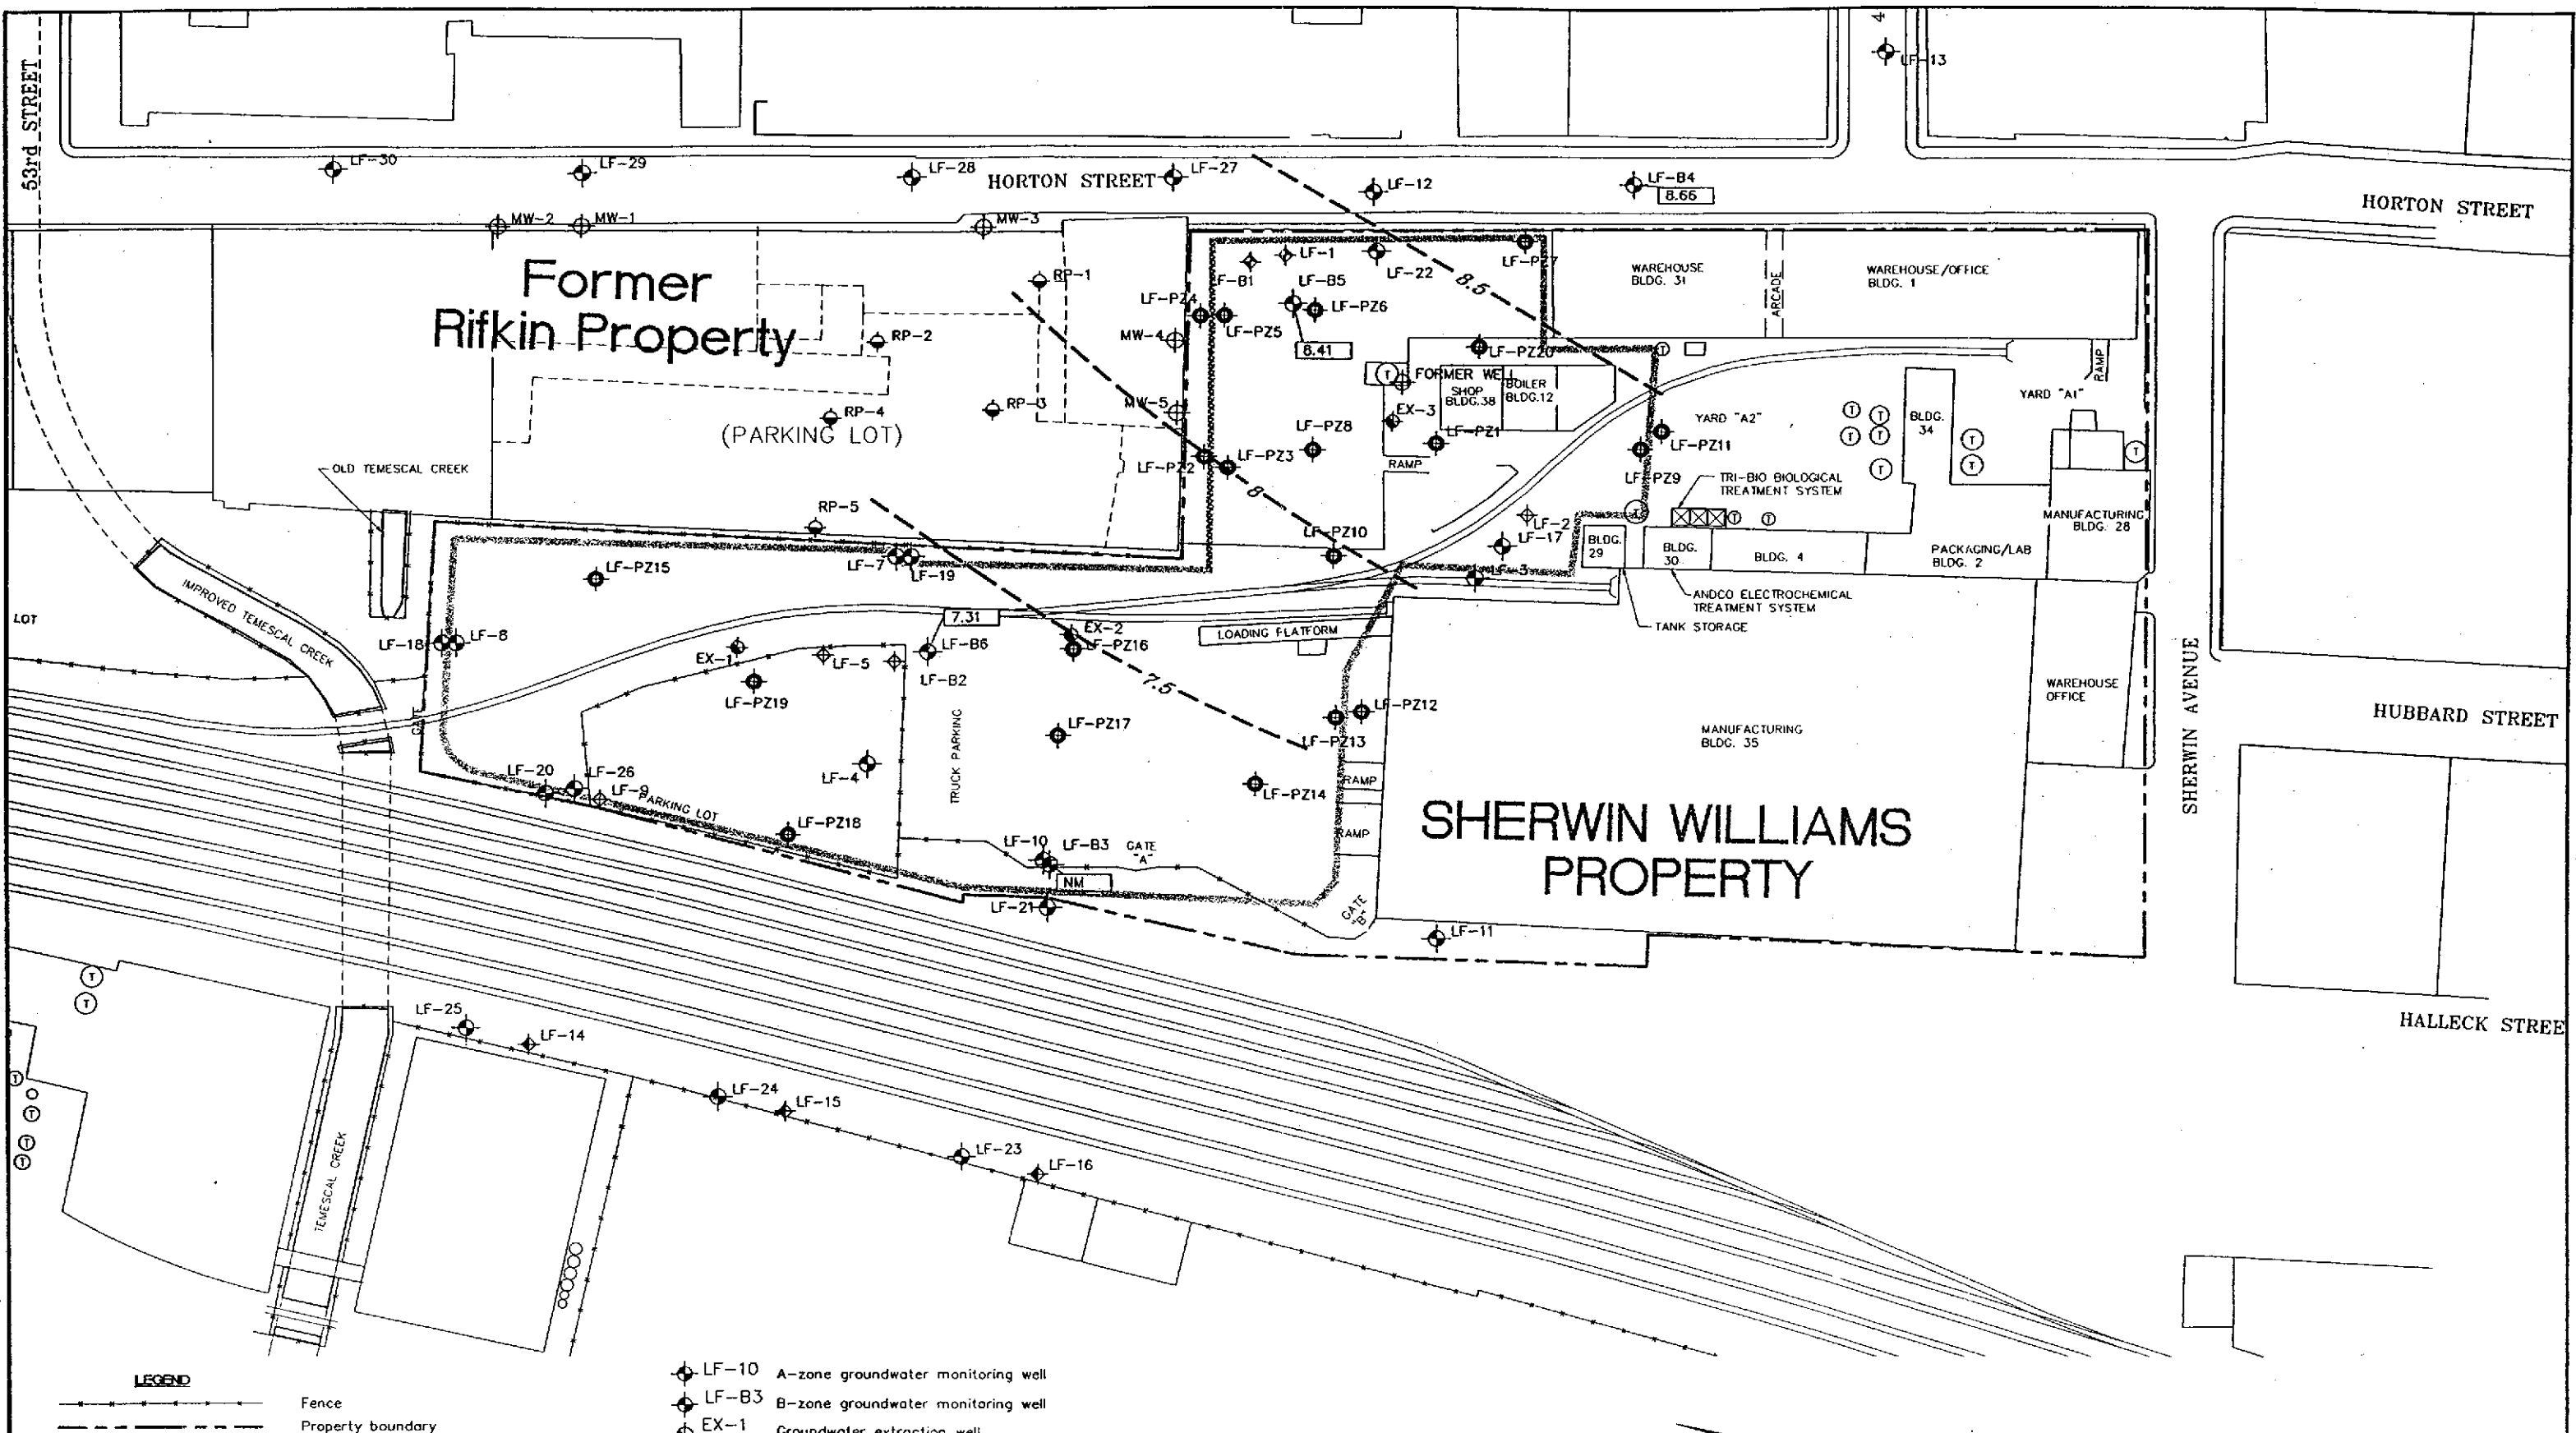 53rd STREET
4
LF-13
LF-30
LF-29
LF-28
HORTON STREET
LF-27
LF-12
LF-B4
8.66
HORTON STREET
MW-2
MW-1
MW-3
Former
Rifkin Property
(PARKING LOT)
RP-1
RP-2
RP-3
RP-4
RP-5
MW-4
MW-5
LF-1
LF-B5
LF-22
LF-PZ4
LF-PZ5
LF-PZ6
8.41
8.5
WAREHOUSE
BLDG. 31
ARCADE
WAREHOUSE/OFFICE
BLDG. 1
LF-PZ20
T
FORMER WELL
SHOP
BLDG.38
BOILER
BLDG.12
EX-3
LF-PZ8
LF-PZ1
RAMP
LF-PZ2
LF-PZ3
8
LF-PZ10
LF-PZ11
LF-PZ9
YARD "A2"
BLDG.
34
YARD "A1"
RAMP
TRI-BIO BIOLOGICAL
TREATMENT SYSTEM
LF-2
LF-17
LF-3
BLDG.
29
BLDG.
30
BLDG. 4
PACKAGING/LAB
BLDG. 2
MANUFACTURING
BLDG. 28
ANDCO ELECTROCHEMICAL
TREATMENT SYSTEM
TANK STORAGE
OLD TEMESCAL CREEK
IMPROVED TEMESCAL CREEK
LOT
LF-PZ15
LF-7
LF-19
LF-18
LF-8
7.31
EX-1
LF-5
LF-B6
LF-B2
EX-2
LF-PZ16
7.5
LOADING PLATFORM
LF-PZ19
LF-PZ17
LF-PZ12
LF-PZ13
LF-PZ14
GATE
TRUCK PARKING
LF-4
LF-20
LF-26
LF-9
PARKING LOT
LF-PZ18
LF-10
LF-B3
GATE
"A"
NM
LF-21
RAMP
RAMP
GATE
"B"
LF-11
MANUFACTURING
BLDG. 35
WAREHOUSE
OFFICE
SHERWIN WILLIAMS
PROPERTY
SHERWIN AVENUE
HUBBARD STREET
HALLECK STREE
LF-25
LF-14
LF-24
LF-15
LF-23
LF-16
TEMESCAL CREEK
LEGEND
Fence
Property boundary
LF-10 A-zone groundwater monitoring well
LF-B3 B-zone groundwater monitoring well
EX-1 Groundwater extraction well